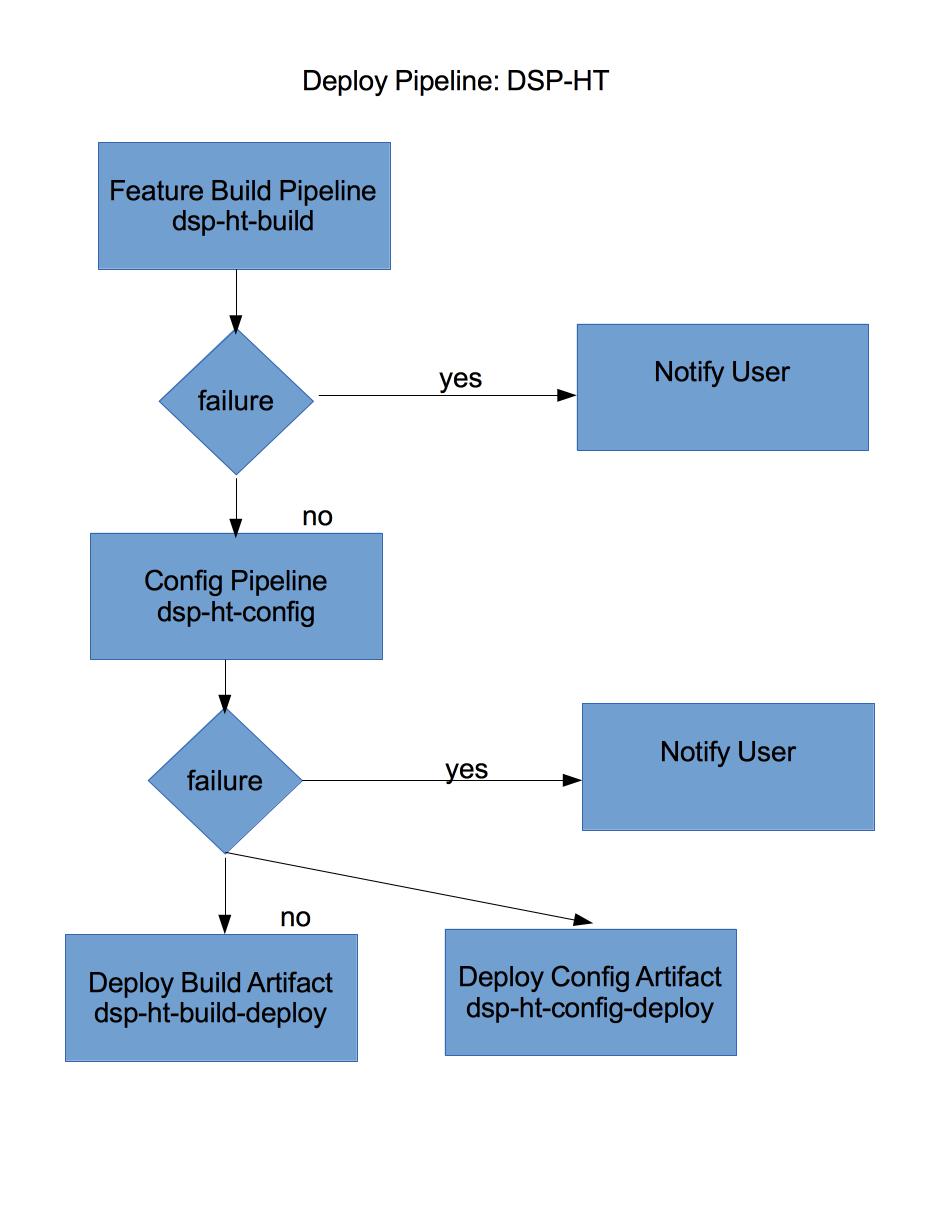 Deploy Pipeline: DSP-HT
Feature Build Pipeline
dsp-ht-build
failure
yes
Notify User
no
Config Pipeline
dsp-ht-config
failure
yes
Notify User
no
Deploy Build Artifact
dsp-ht-build-deploy
Deploy Config Artifact
dsp-ht-config-deploy